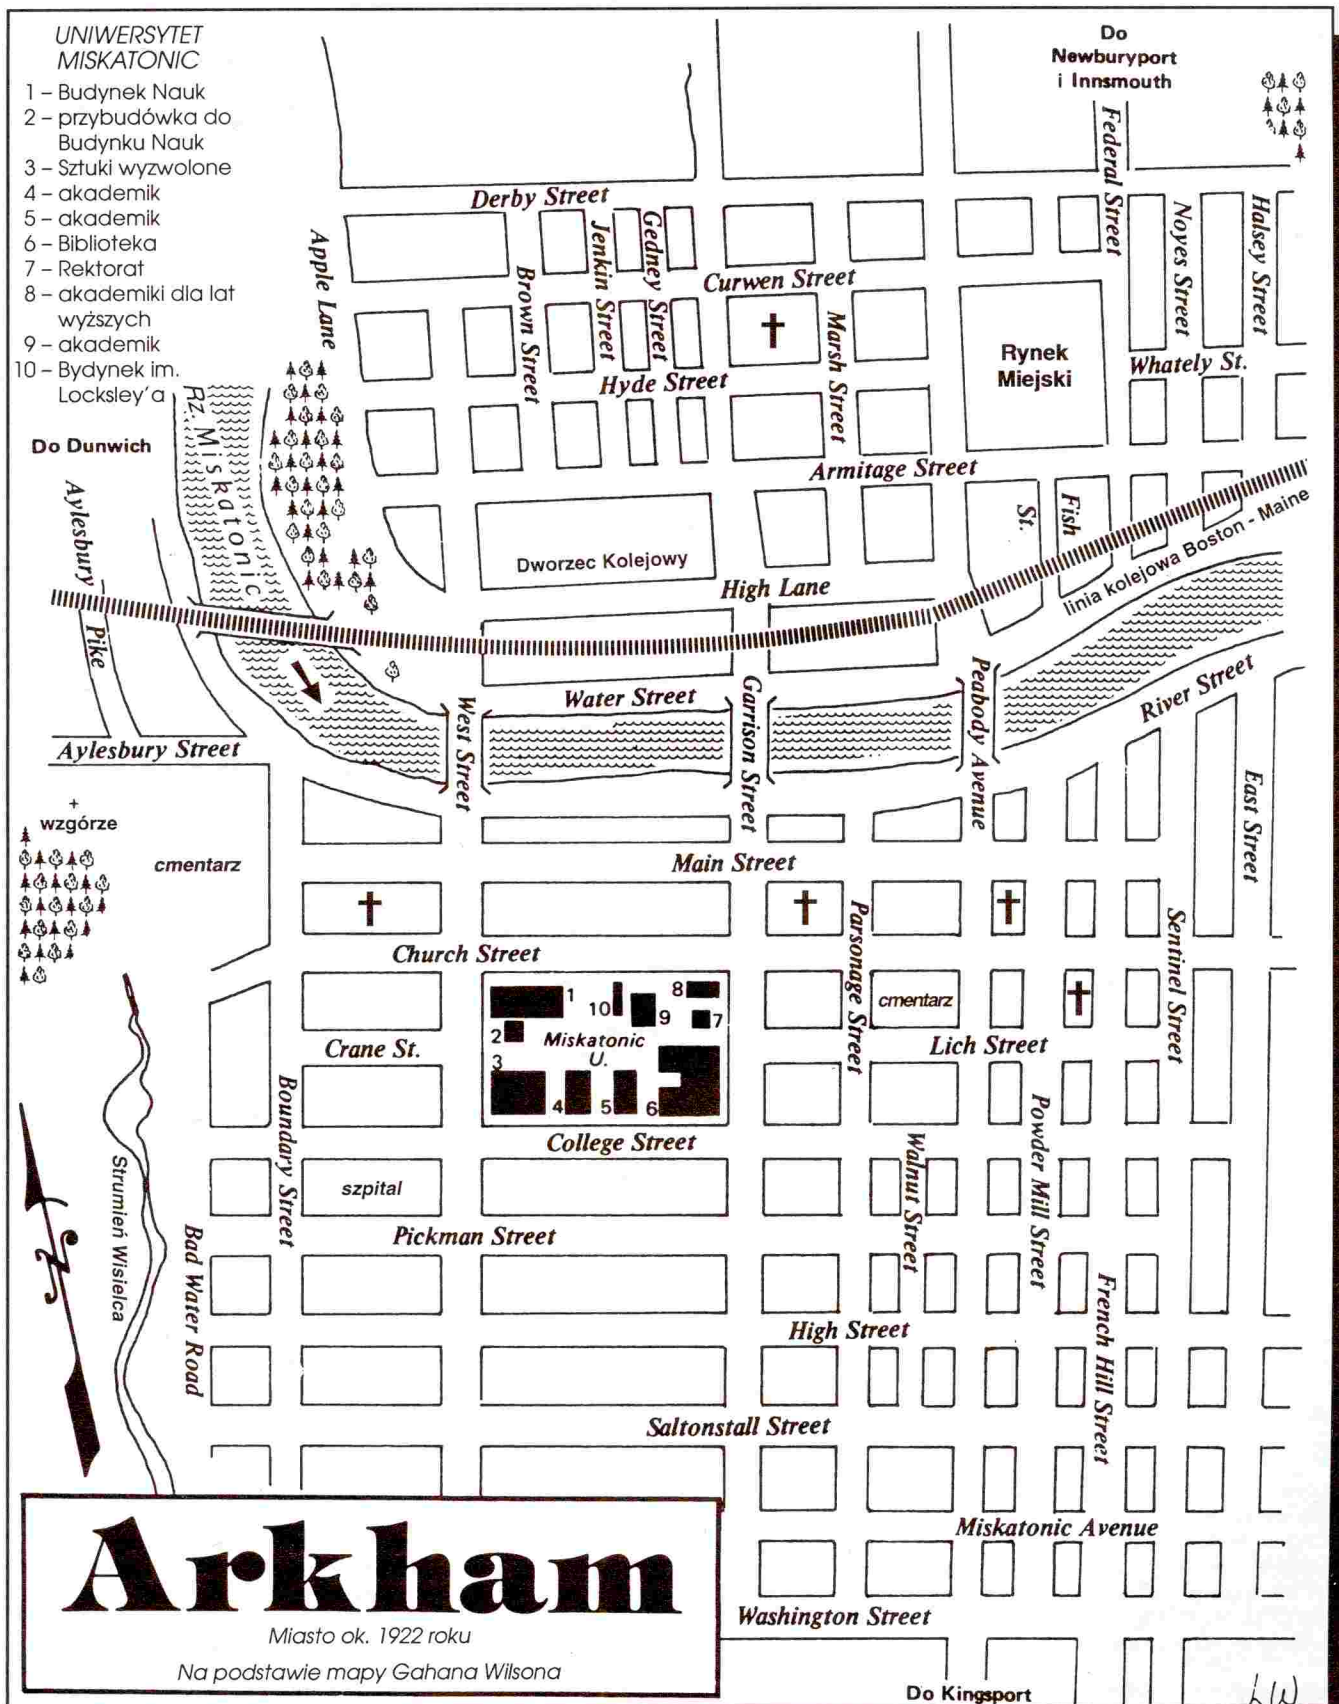 UNIWERSYTET
MISKATONIC
1 – Budynek Nauk
2 – przybudówka do
Budynku Nauk
3 – Sztuki wyzwolone
4 – akademik
5 – akademik
6 – Biblioteka
7 – Rektorat
8 – akademiki dla lat
wyższych
9 – akademik
10 – Bydynek im.
Locksley'a
Do
Newburyport
i Innsmouth
Federal Street
Derby Street
Apple Lane
Brown Street
Jenkin Street
Gedney Street
Curwen Street
Marsh Street
Noyes Street
Halsey Street
Rynek
Miejski
Whately St.
Hyde Street
Rz. Miskatonic
Do Dunwich
Armitage Street
Aylesbury Pike
Fish St.
Dworzec Kolejowy
High Lane
linia kolejowa Boston - Maine
Water Street
West Street
Garrison Street
Peabody Avenue
River Street
Aylesbury Street
+
wzgórze
cmentarz
East Street
Main Street
Parsonage Street
Sentinel Street
Church Street
1
2
3
4
5
6
7
8
9
10
Miskatonic
U.
cmentarz
Crane St.
Lich Street
Boundary Street
Powder Mill Street
College Street
Strumień Wisielca
szpital
Walnut Street
Pickman Street
Bad Water Road
French Hill Street
High Street
Saltonstall Street
Miskatonic Avenue
Washington Street
Arkham
Miasto ok. 1922 roku
Na podstawie mapy Gahana Wilsona
Do Kingsport